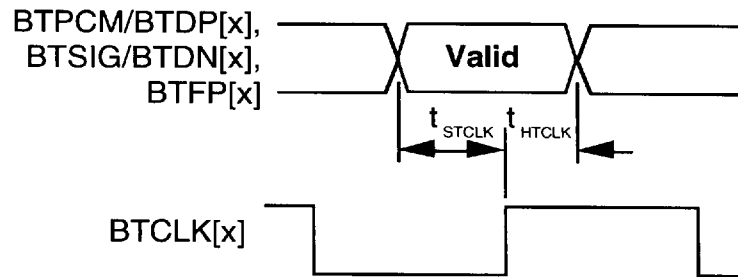 BTPCM/BTDP[x],
BTSIG/BTDN[x],
BTFP[x]
Valid
tSTCLK tHTCLK
BTCLK[x]